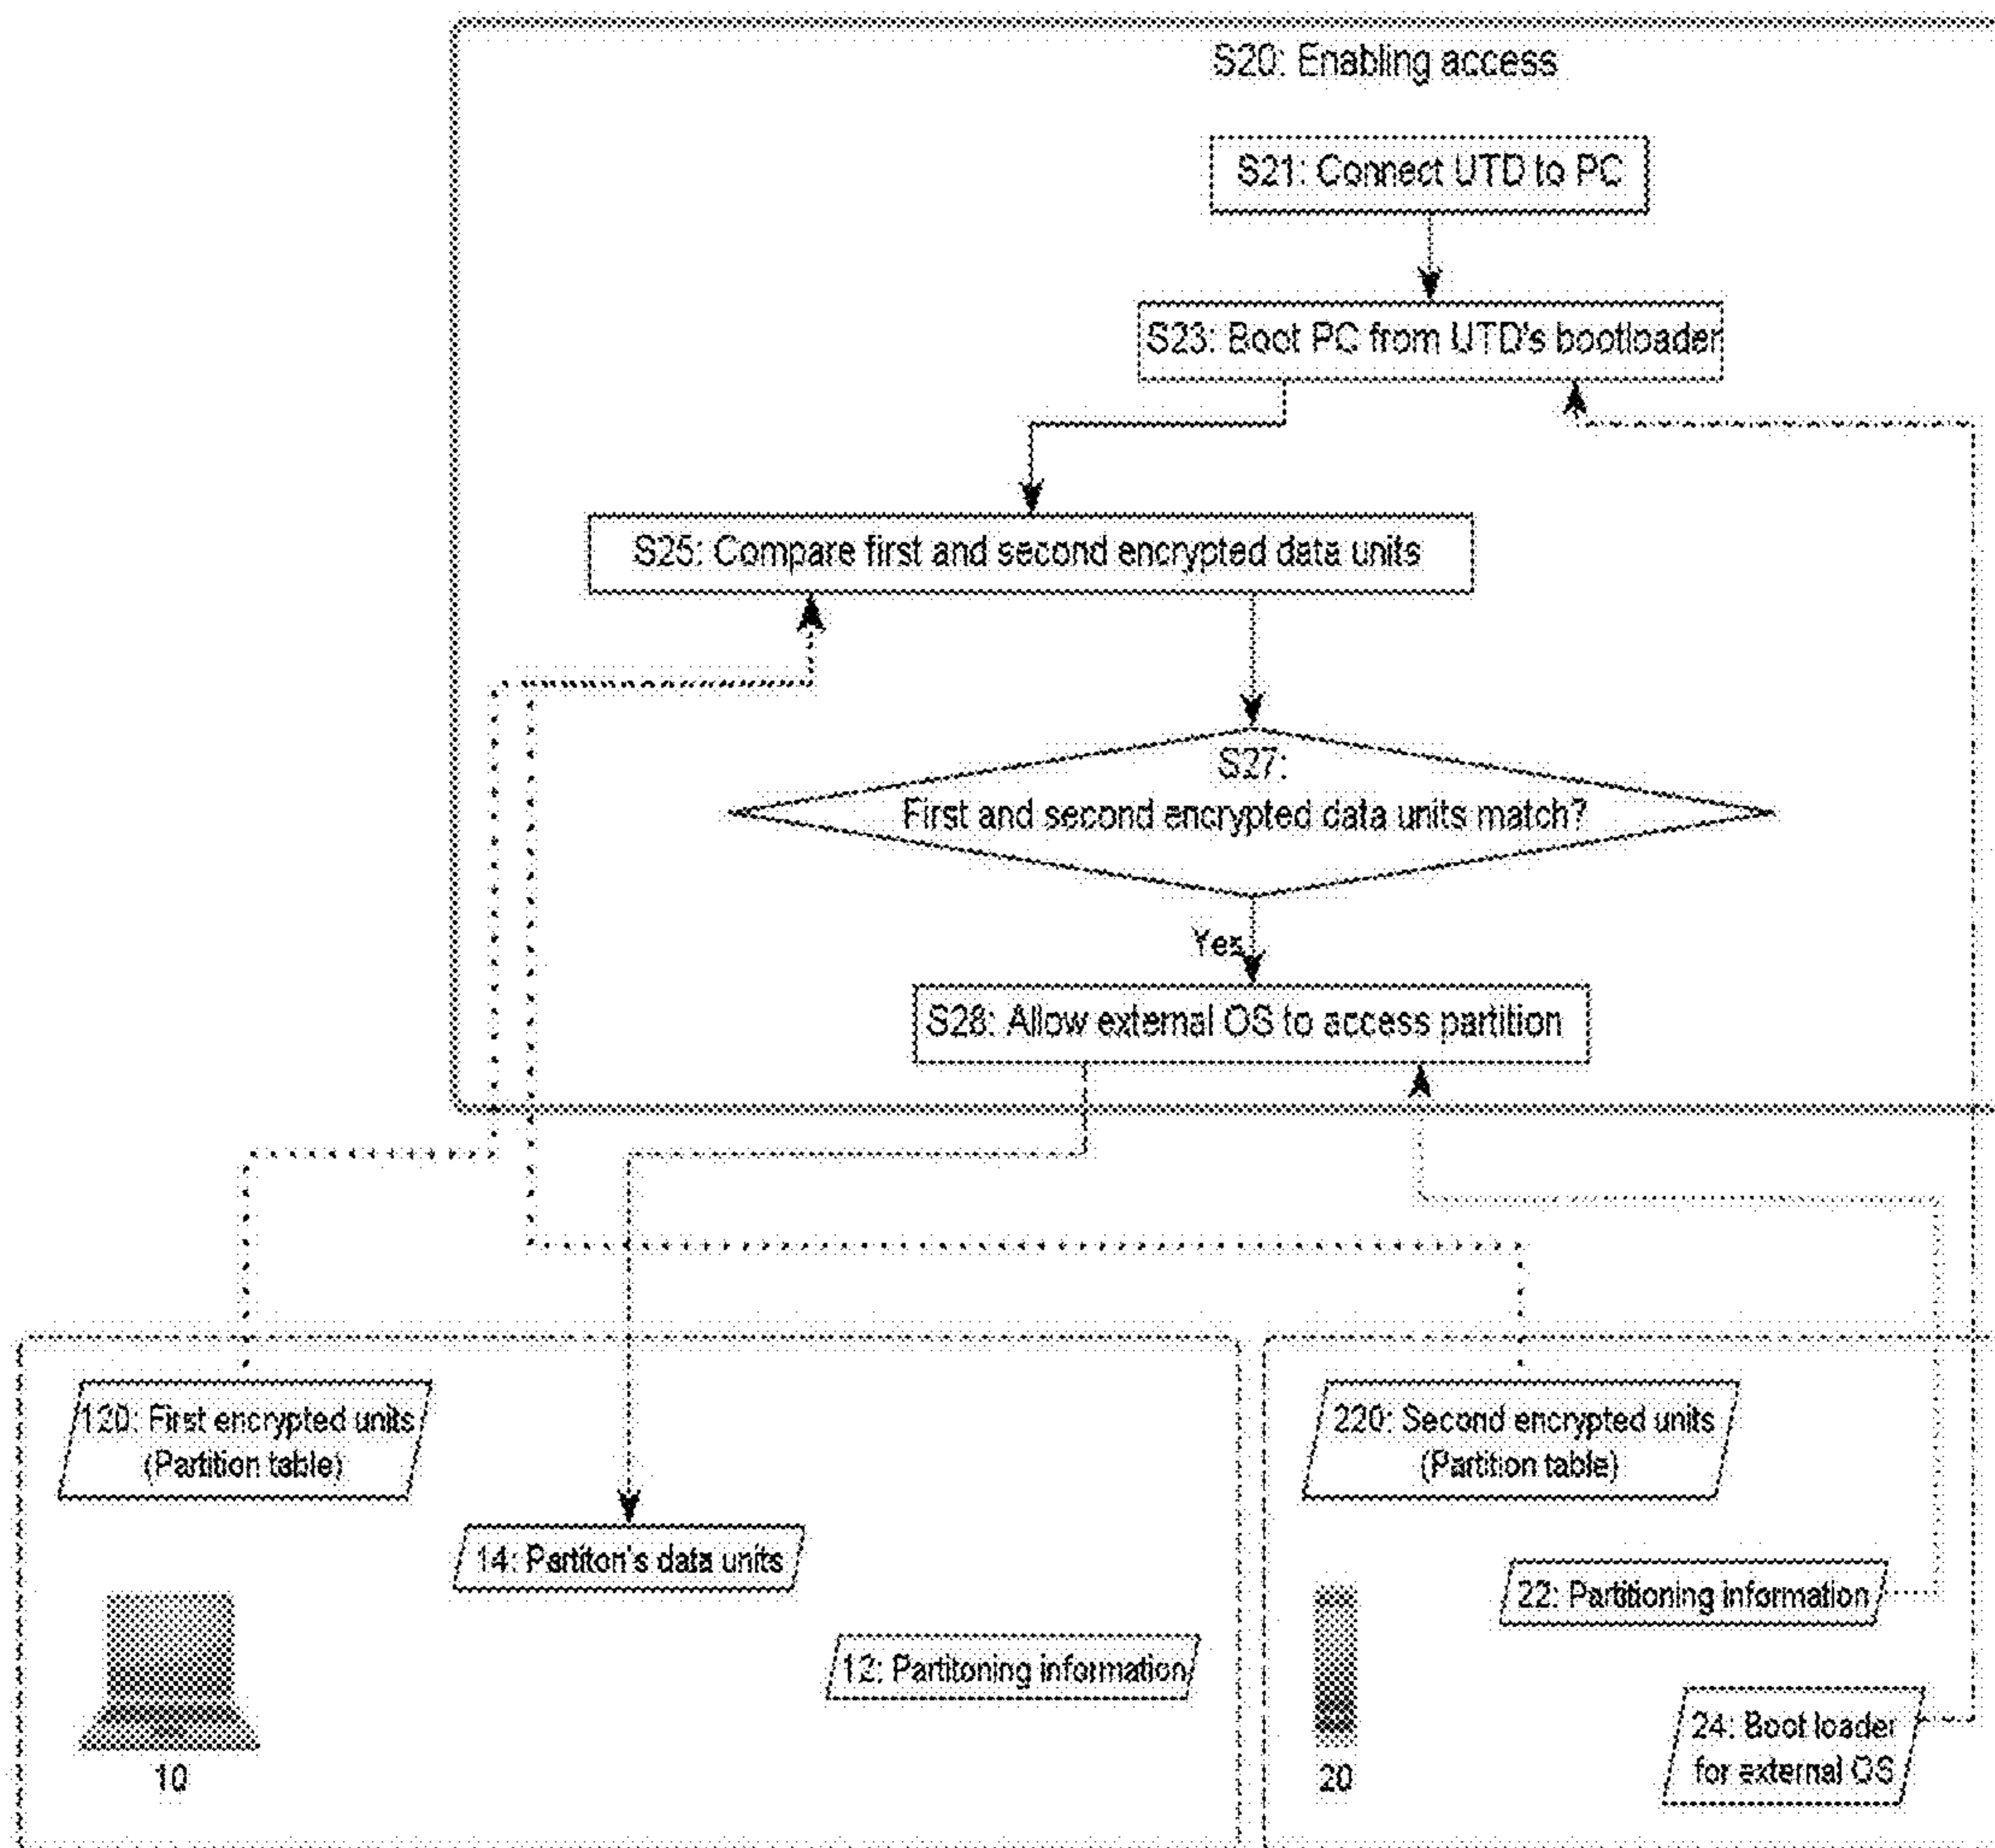 S20: Enabling access
S21: Connect UTD to PC
S23: Boot PC from UTD's bootloader
S25: Compare first and second encrypted data units
S27:
First and second encrypted data units match?
Yes
S28: Allow external OS to access partition
120: First encrypted units
(Partition table)
14: Partiton's data units
12: Partitoning information
10
220: Second encrypted units
(Partition table)
22: Partitioning information
24: Boot loader
for external OS
20